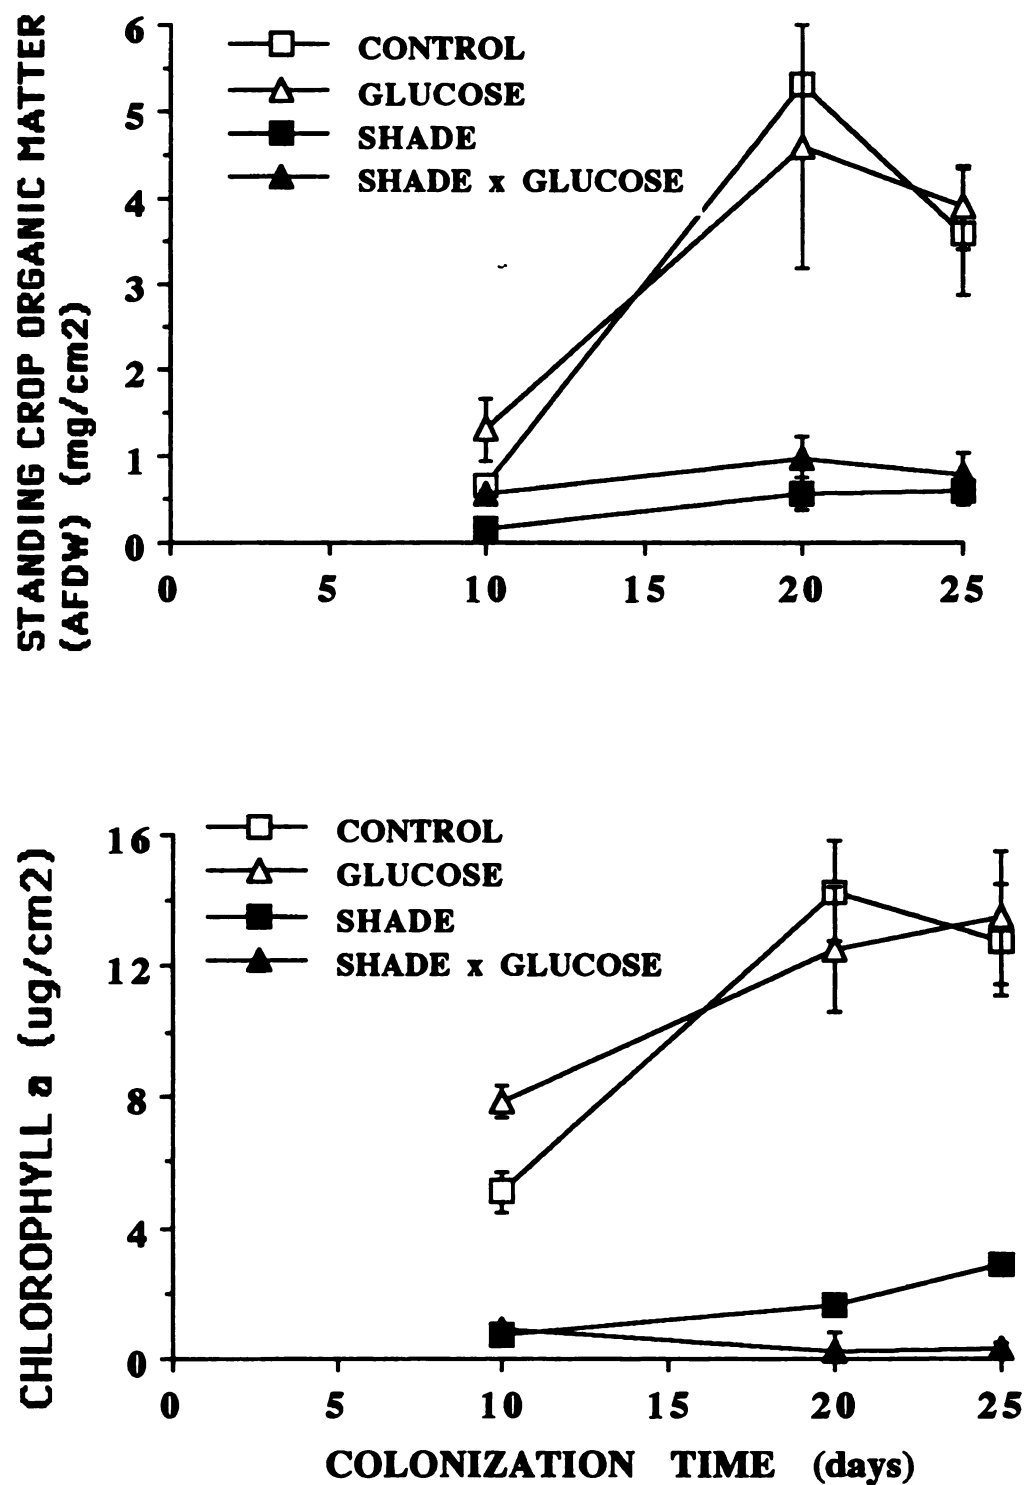 STANDING CROP ORGANIC MATTER
(AFDW) (mg/cm2)
6
5
4
3
2
1
0
CONTROL
GLUCOSE
SHADE
SHADE x GLUCOSE
0 5 10 15 20 25
CHLOROPHYLL a (ug/cm2)
16
12
8
4
0
CONTROL
GLUCOSE
SHADE
SHADE x GLUCOSE
0 5 10 15 20 25
COLONIZATION TIME (days)